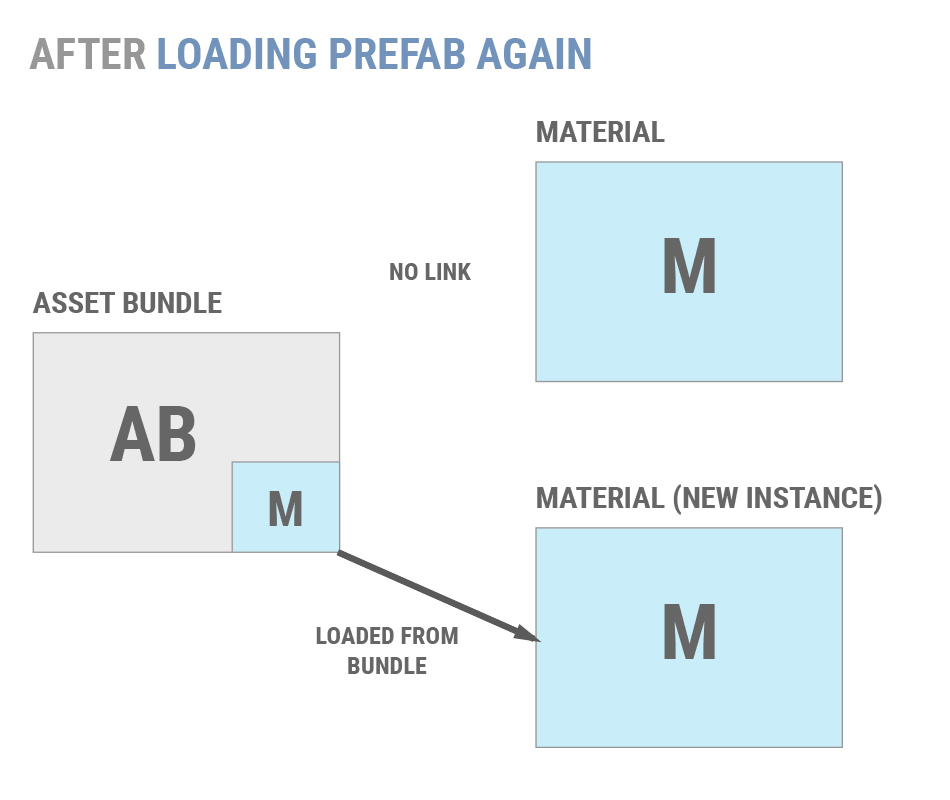 AFTER LOADING PREFAB AGAIN
MATERIAL
M
NO LINK
ASSET BUNDLE
AB
M
MATERIAL (NEW INSTANCE)
M
LOADED FROM
BUNDLE